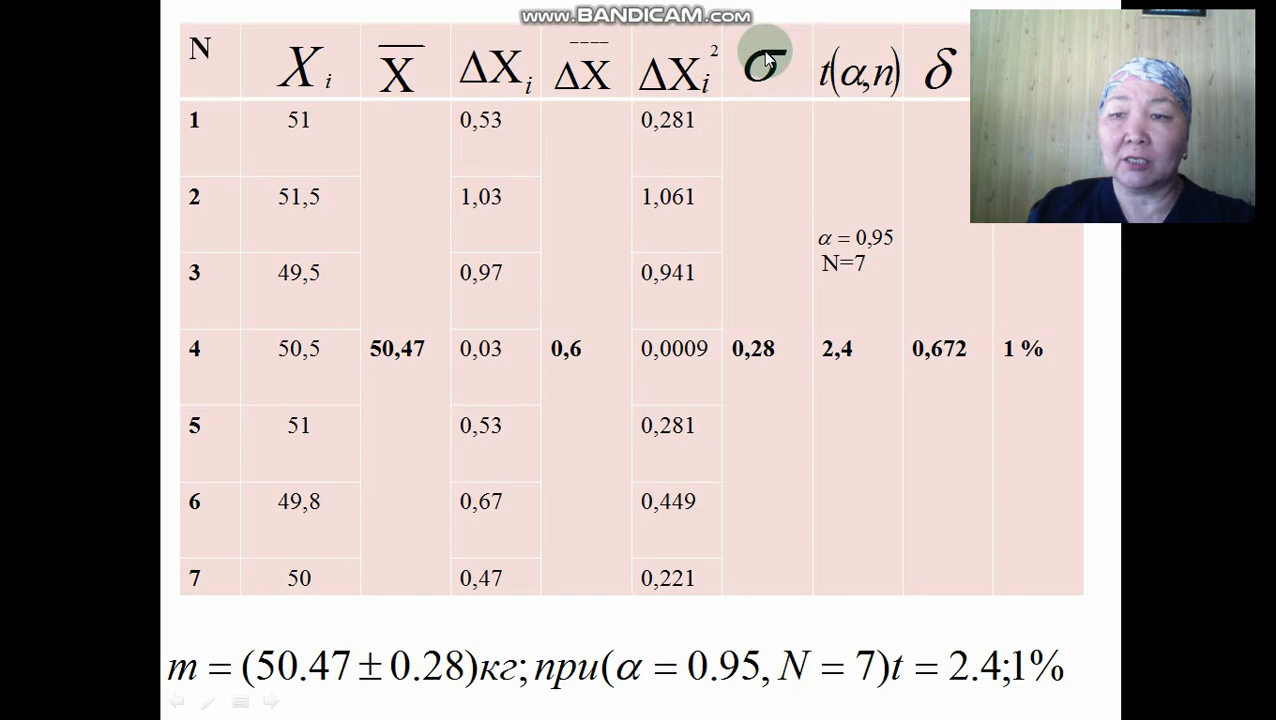 www.BANDICAM.com
N X i X ΔX i ΔX ΔX i 2 σ t(α,n) δ
1 51 0,53 0,281
2 51,5 1,03 1,061
α = 0,95
N=7
3 49,5 0,97 0,941
4 50,5 50,47 0,03 0,6 0,0009 0,28 2,4 0,672 1 %
5 51 0,53 0,281
6 49,8 0,67 0,449
7 50 0,47 0,221
m = (50.47 ± 0.28)кг; при(α = 0.95, N = 7)t = 2.4;1%